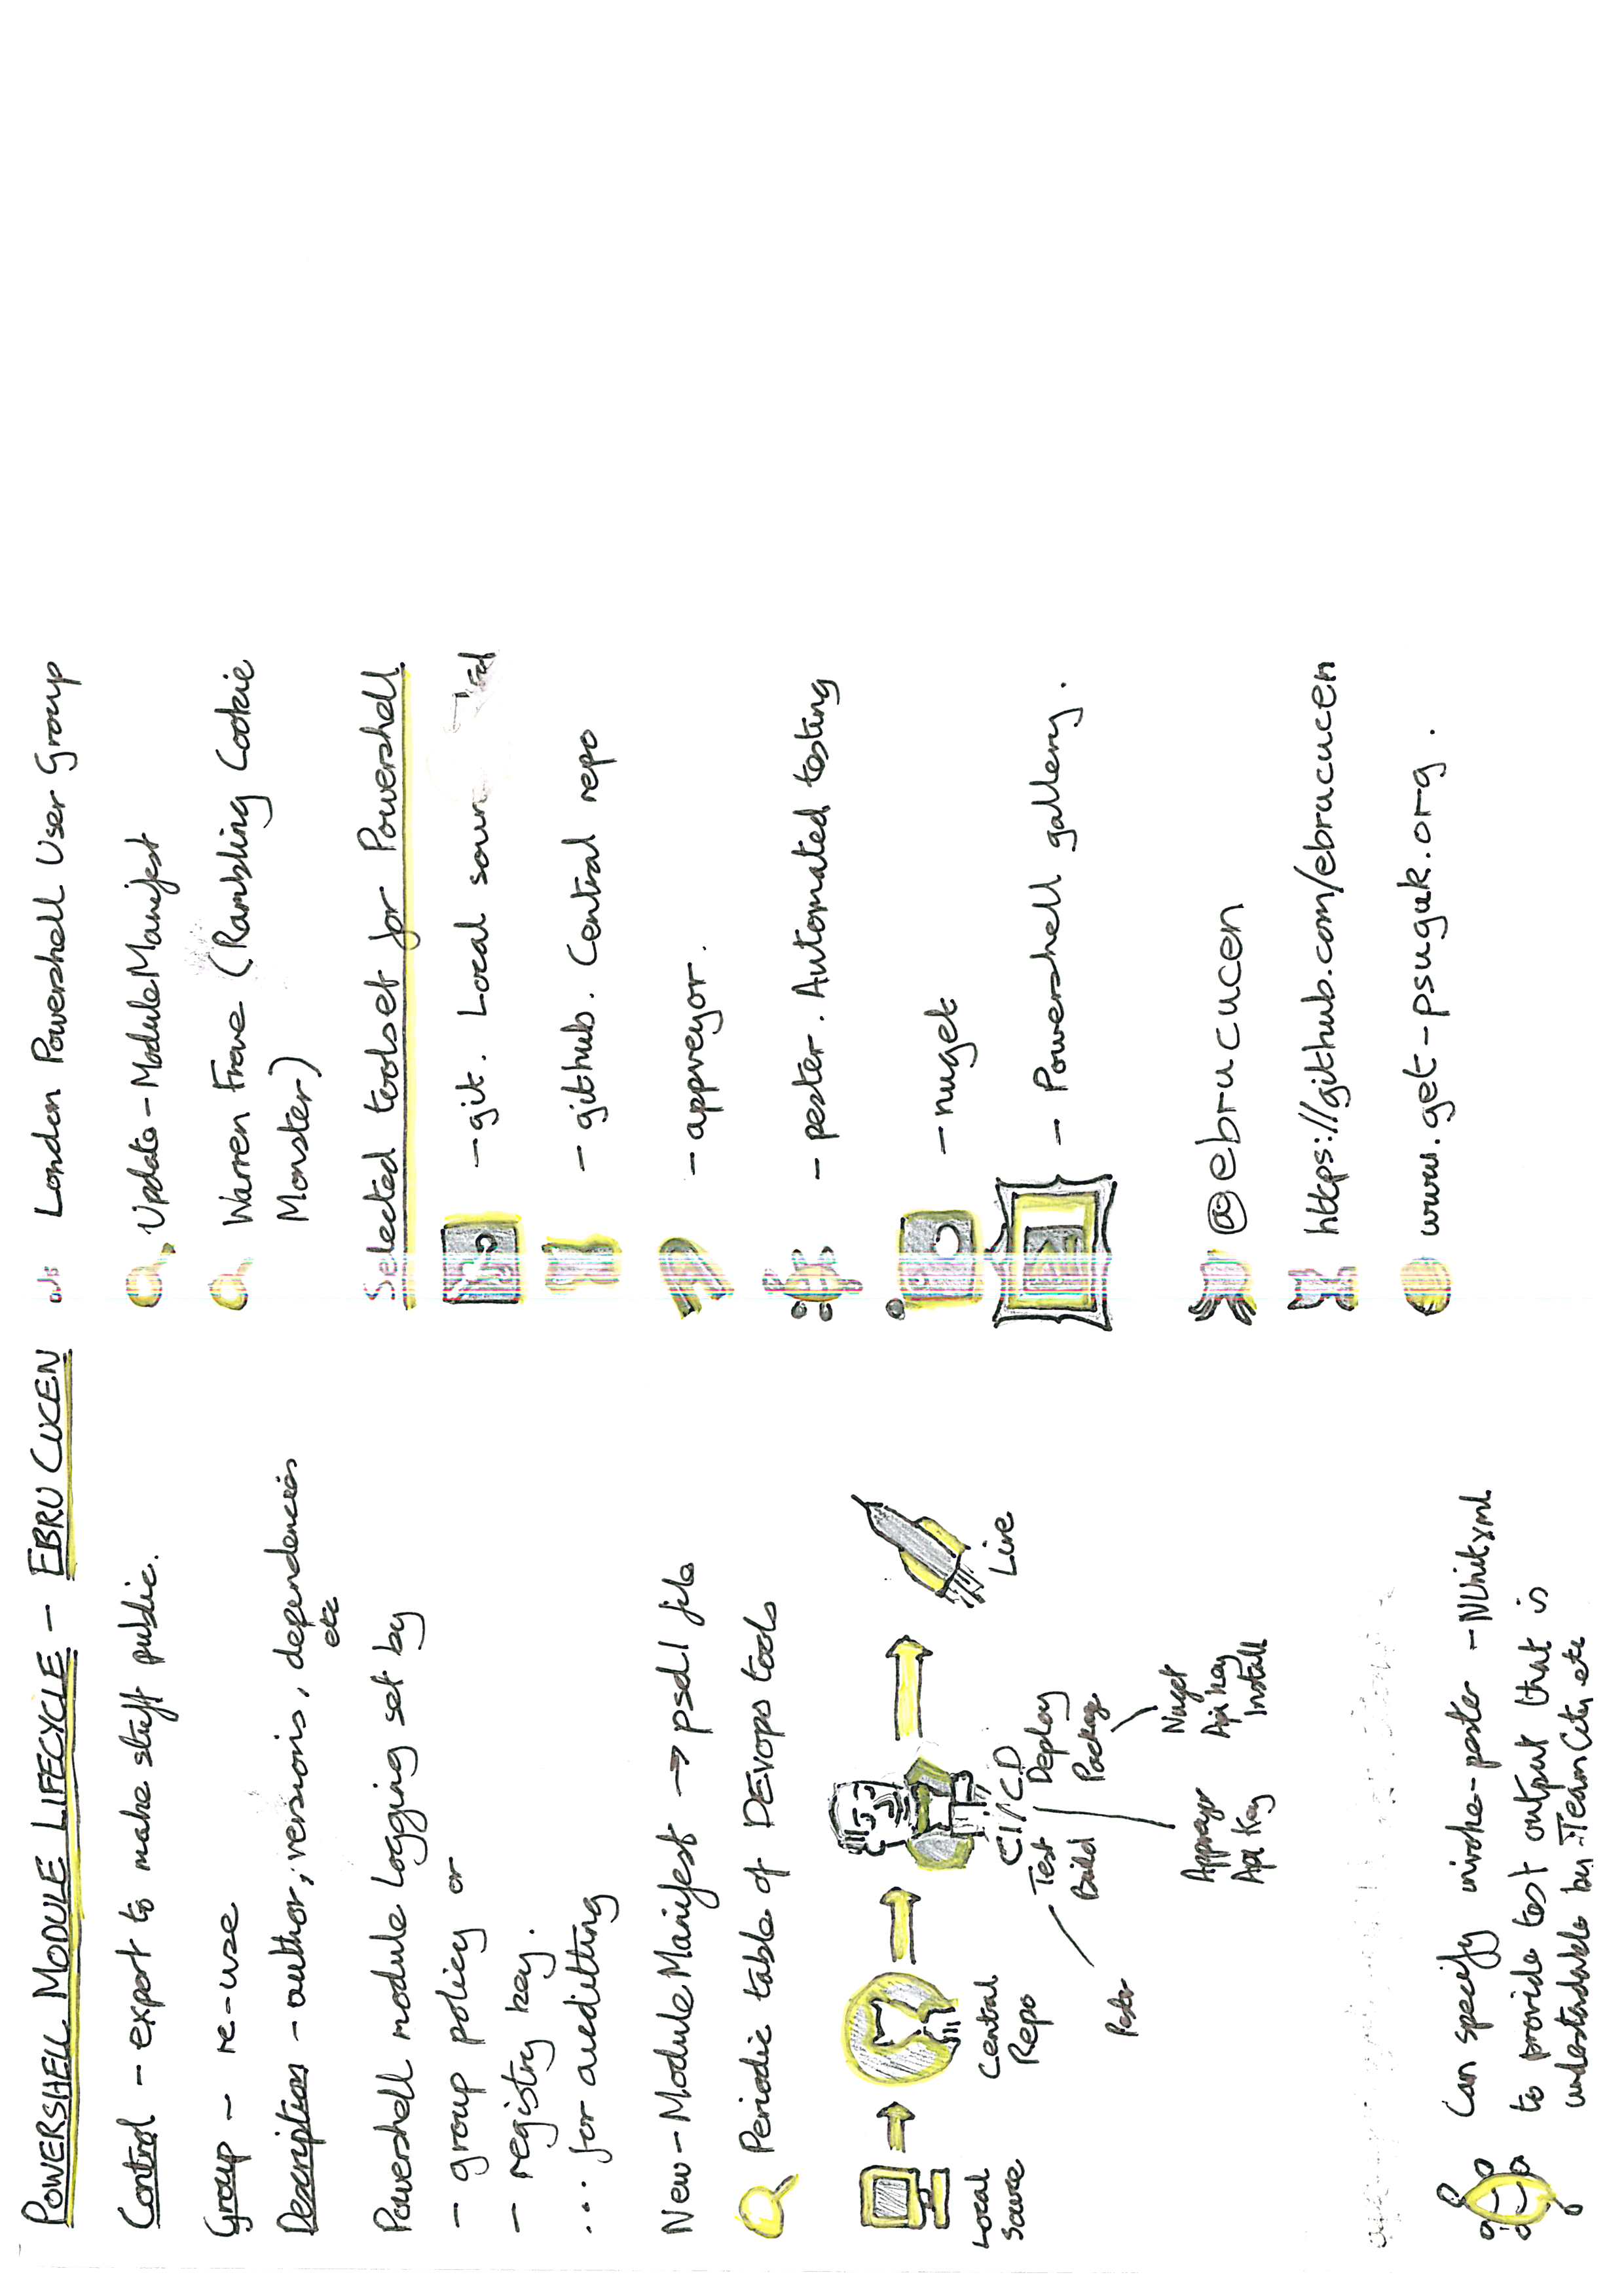 POWERSHELL MODULE LIFECYCLE - EBRU CUCEN
Control - export to make stuff public.
Group - re-use
Description - author, versions, dependencies
etc
Powershell module logging set by
- group policy or
- registry key.
... for auditting
New-ModuleManifest → psd1 file
Periodic table of DEvops tools
Local
Source
Central
Repo
CI/CD
Test
Build
Deploy
Package
Live
Pester
Appveyor
Api Key
Nuget
Api key
Install
Can specify invoke-pester -NUnitxml
to provide test output that is
understandable by TeamCity etc
London Powershell User Group
Update-ModuleManifest
Warren Frame (Rambling Cookie
Monster)
Selected toolset for Powershell
- git. Local
- github. Central repo
- appveyor.
- pester. Automated testing
- nuget
- Powershell gallery.
@ebrucucen
https://github.com/ebrucucen
www.get-psuguk.org.